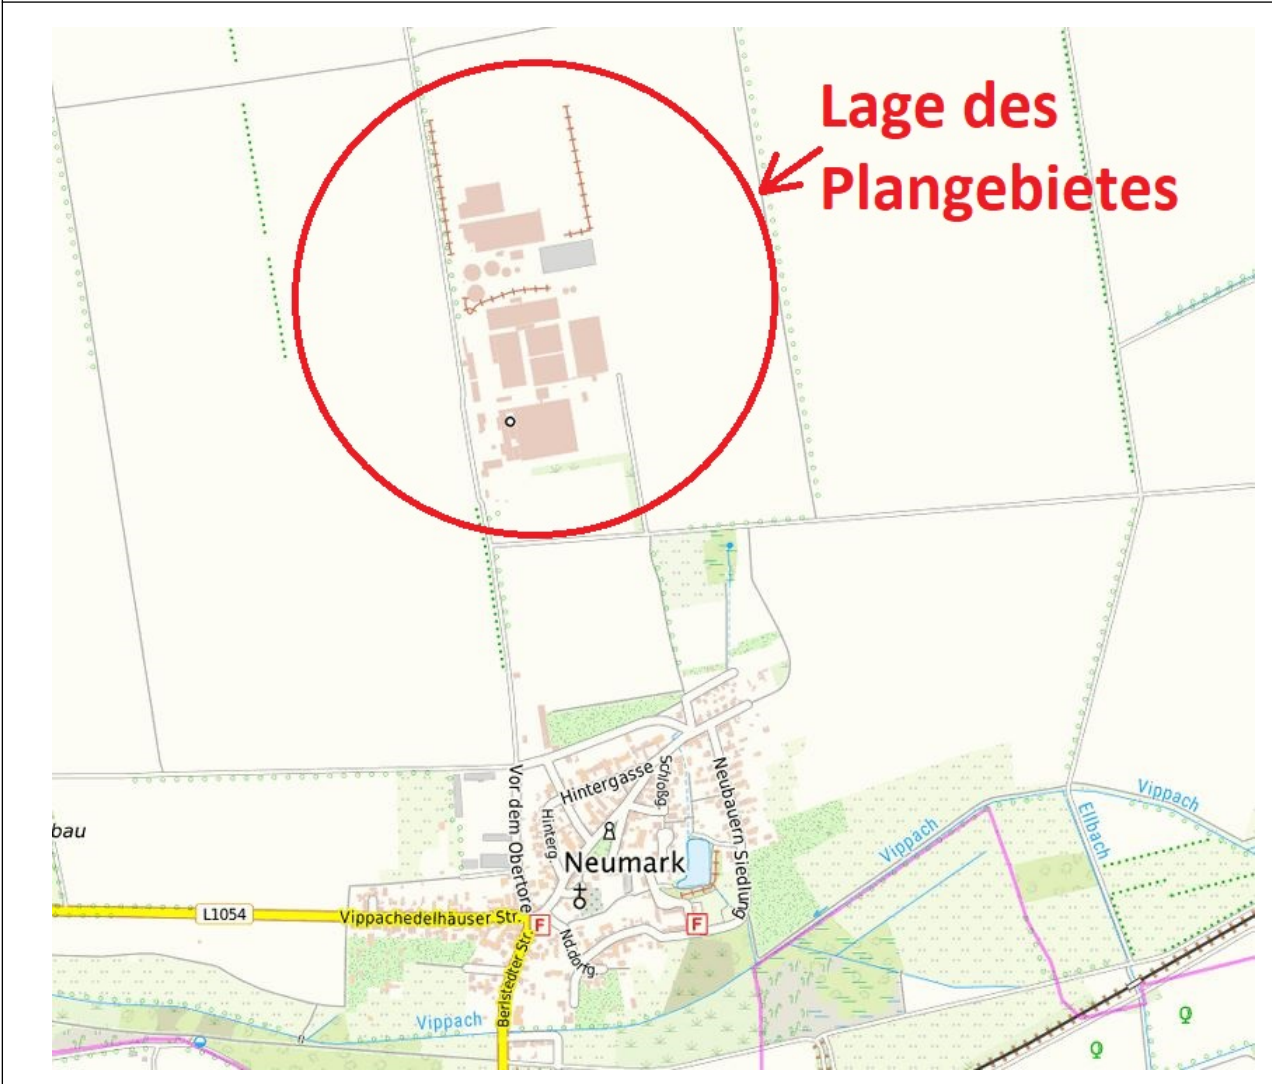 Lage des
Plangebietes
Hintergasse
Schloßg.
Neubauern Siedlung
Vor dem Obertore
Hinterg
bau
Neumark
Vippach
Vippach
Ellbach
L1054
Vippachedelhäuser Str.
F
F
Nd.dorfg.
Berlstedter Str.
Vippach